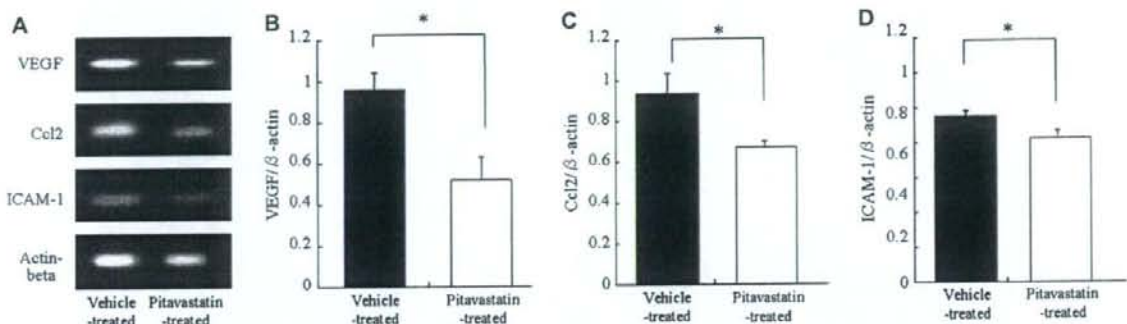 A
VEGF
Ccl2
ICAM-1
Actin-
beta
Vehicle
-treated
Pitavastatin
-treated
B
*
VEGF/β-actin
1.2
1
0.8
0.6
0.4
0.2
0
Vehicle
-treated
Pitavastatin
-treated
C
*
Ccl2/β-actin
1.2
1
0.8
0.6
0.4
0.2
0
Vehicle
-treated
Pitavastatin
-treated
D
*
ICAM-1/β-actin
1.2
1
0.8
0.6
0.4
0.2
0
Vehicle
-treated
Pitavastatin
-treated